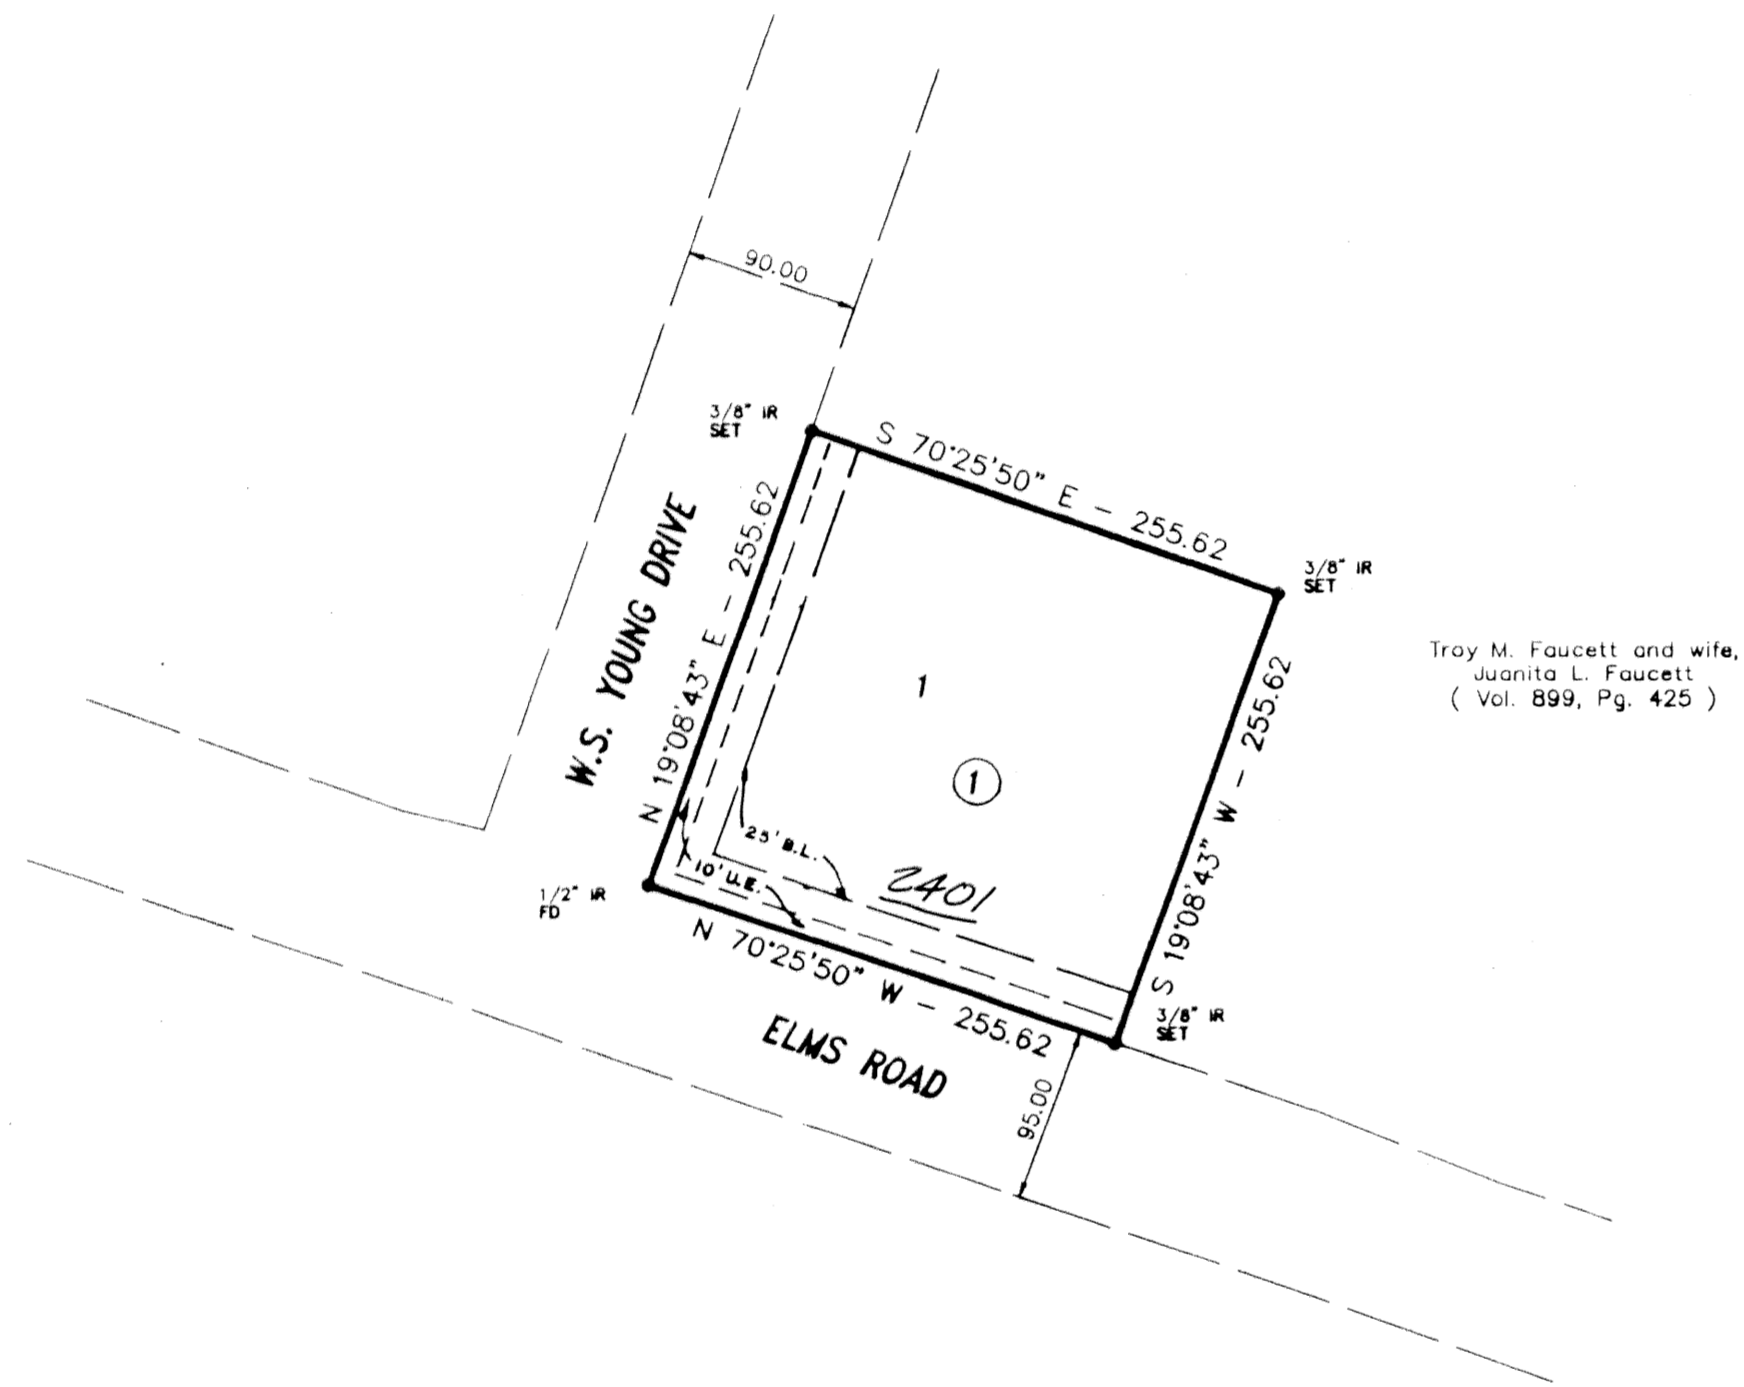 90.00
3/8" IR
SET
S 70°25'50" E - 255.62
3/8" IR
SET
N 19°08'43" E - 255.62
W.S. YOUNG DRIVE
Troy M. Faucett and wife,
Juanita L. Faucett
( Vol. 899, Pg. 425 )
1
1
S 19°08'43" W - 255.62
25' B.L.
10' U.E.
2401
1/2" IR
FD
N 70°25'50" W - 255.62
3/8" IR
SET
ELMS ROAD
95.00